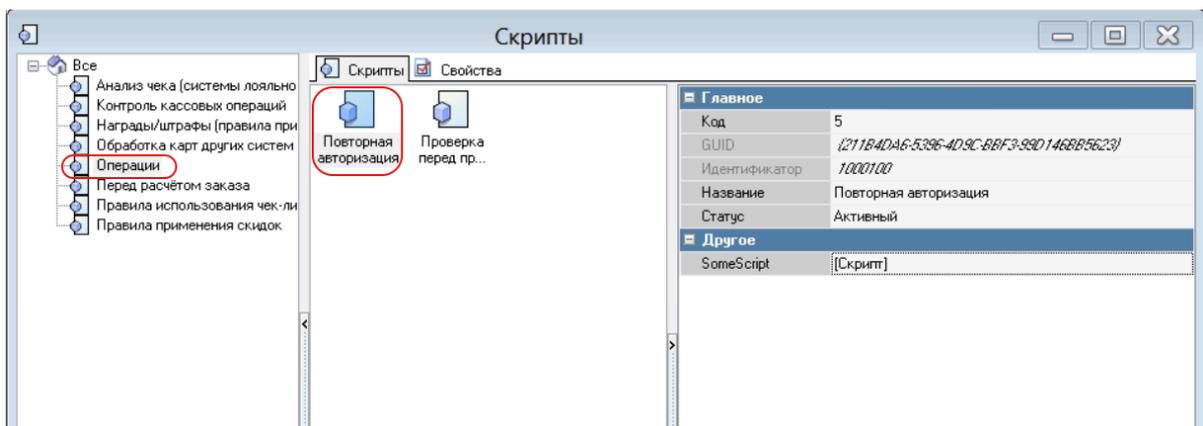 Скрипты
Все
Анализ чека (системы лояльно
Контроль кассовых операций
Награды/штрафы (правила при
Обработка карт других систем
Операции
Перед расчётом заказа
Правила использования чек-ли
Правила применения скидок
Скрипты Свойства
Повторная авторизация
Проверка перед пр...
Главное
Код 5
GUID {211B4DA6-5396-4D9C-BBF3-99D146BB5623}
Идентификатор 1000100
Название Повторная авторизация
Статус Активный
Другое
SomeScript [Скрипт]